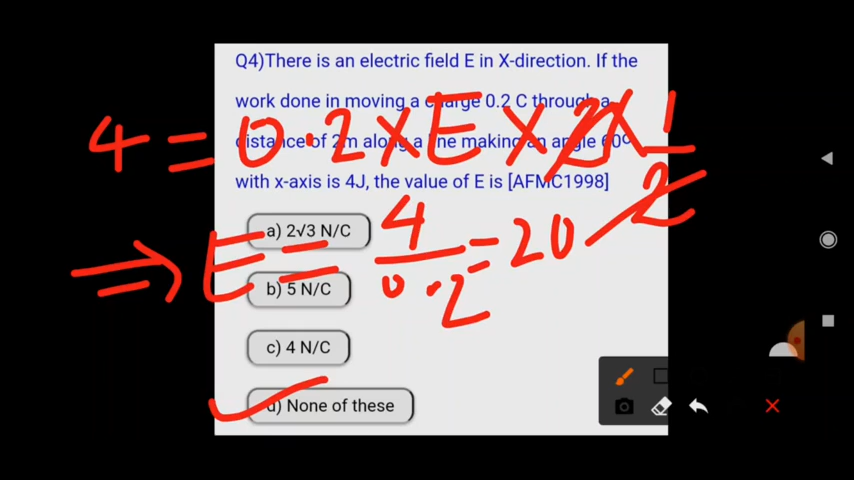 Q4)There is an electric field E in X-direction. If the
work done in moving a charge 0.2 C through a
distance of 2m along a line making an angle 60º
with x-axis is 4J, the value of E is [AFMC1998]
4 = 0.2 X E X 2 X 1/2
a) 2√3 N/C
⇒ E = 4/0.2 = 20
b) 5 N/C
c) 4 N/C
d) None of these